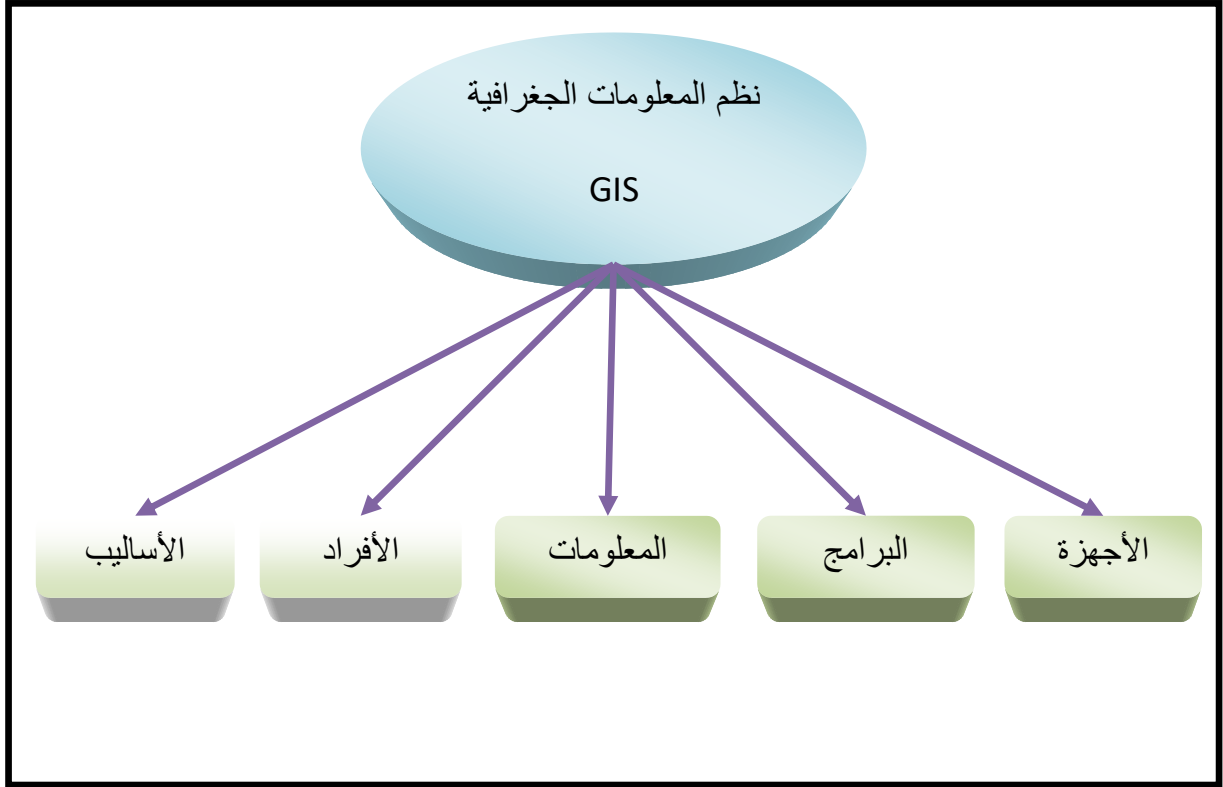 نظم المعلومات الجغرافية
GIS
الأجهزة
البرامج
المعلومات
الأفراد
الأساليب